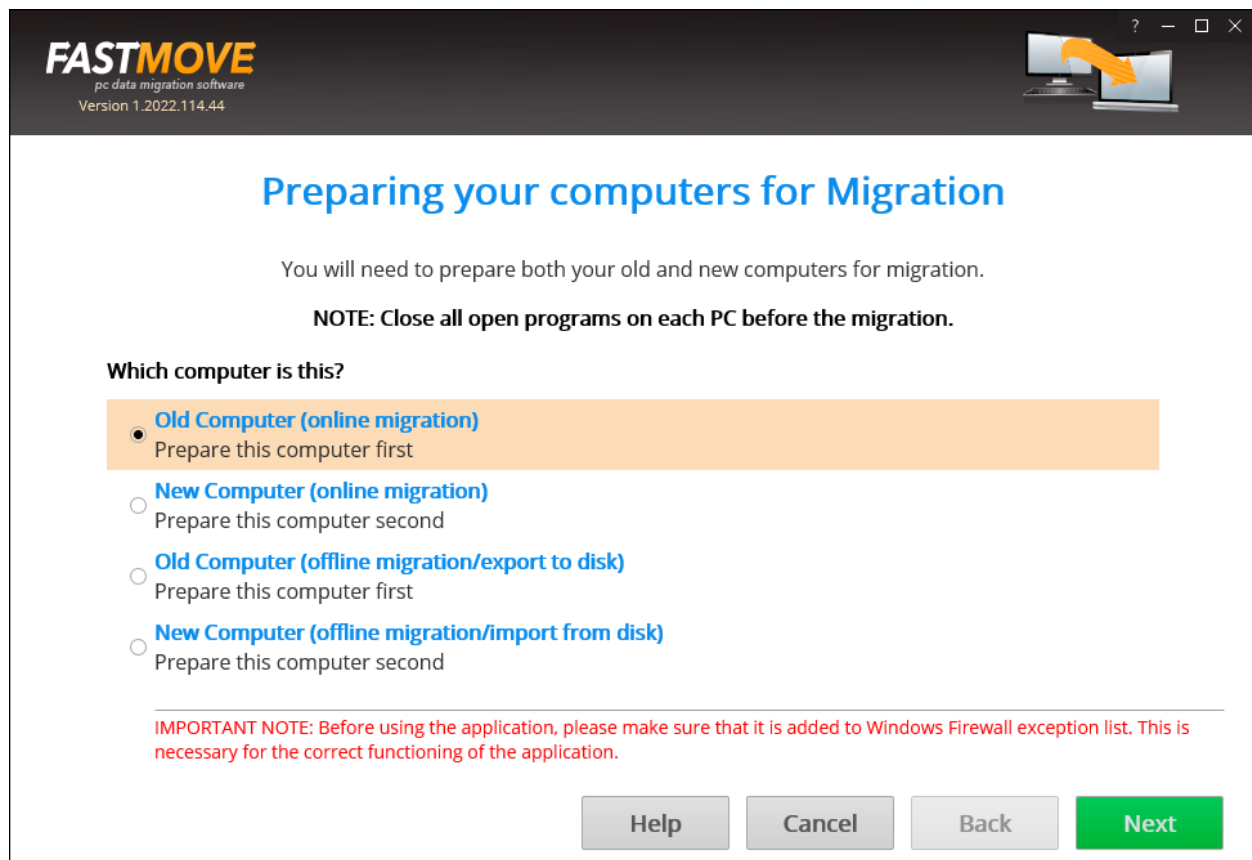 ?
FASTMOVE
pc data migration software
Version 1.2022.114.44
Preparing your computers for Migration
You will need to prepare both your old and new computers for migration.
NOTE: Close all open programs on each PC before the migration.
Which computer is this?
Old Computer (online migration)
Prepare this computer first
New Computer (online migration)
Prepare this computer second
Old Computer (offline migration/export to disk)
Prepare this computer first
New Computer (offline migration/import from disk)
Prepare this computer second
IMPORTANT NOTE: Before using the application, please make sure that it is added to Windows Firewall exception list. This is
necessary for the correct functioning of the application.
Help Cancel Back Next